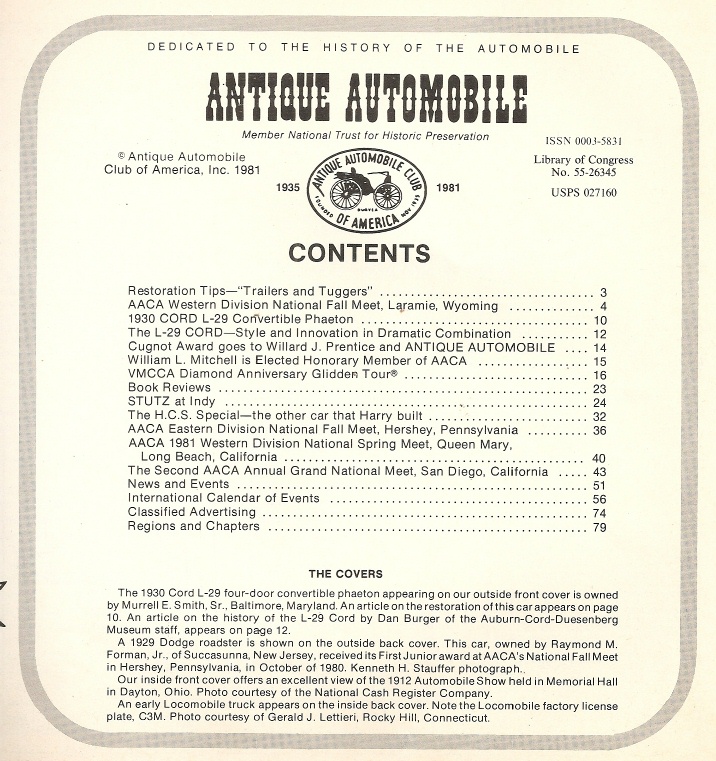 DEDICATED TO THE HISTORY OF THE AUTOMOBILE
ANTIQUE AUTOMOBILE
Member National Trust for Historic Preservation
© Antique Automobile
Club of America, Inc. 1981
ISSN 0003-5831
Library of Congress
No. 55-26345
USPS 027160
1935
ANTIQUE AUTOMOBILE CLUB
OF AMERICA
FOUNDED
NOV. 1935
DURYEA
1981
CONTENTS
Restoration Tips—"Trailers and Tuggers" .................................. 3
AACA Western Division National Fall Meet, Laramie, Wyoming ............. 4
1930 CORD L-29 Convertible Phaeton .................................. 10
The L-29 CORD—Style and Innovation in Dramatic Combination .......... 12
Cugnot Award goes to Willard J. Prentice and ANTIQUE AUTOMOBILE .... 14
William L. Mitchell is Elected Honorary Member of AACA ................ 15
VMCCA Diamond Anniversary Glidden Tour® ............................ 16
Book Reviews ...................................................... 23
STUTZ at Indy ..................................................... 24
The H.C.S. Special—the other car that Harry built ........................ 32
AACA Eastern Division National Fall Meet, Hershey, Pennsylvania ......... 36
AACA 1981 Western Division National Spring Meet, Queen Mary,
Long Beach, California ............................................ 40
The Second AACA Annual Grand National Meet, San Diego, California ..... 43
News and Events ................................................... 51
International Calendar of Events ...................................... 56
Classified Advertising ................................................ 74
Regions and Chapters ............................................... 79
THE COVERS
The 1930 Cord L-29 four-door convertible phaeton appearing on our outside front cover is owned
by Murrell E. Smith, Sr., Baltimore, Maryland. An article on the restoration of this car appears on page
10. An article on the history of the L-29 Cord by Dan Burger of the Auburn-Cord-Duesenberg
Museum staff, appears on page 12.
A 1929 Dodge roadster is shown on the outside back cover. This car, owned by Raymond M.
Forman, Jr., of Succasunna, New Jersey, received its First Junior award at AACA's National Fall Meet
in Hershey, Pennsylvania, in October of 1980. Kenneth H. Stauffer photograph.
Our inside front cover offers an excellent view of the 1912 Automobile Show held in Memorial Hall
in Dayton, Ohio. Photo courtesy of the National Cash Register Company.
An early Locomobile truck appears on the inside back cover. Note the Locomobile factory license
plate, C3M. Photo courtesy of Gerald J. Lettieri, Rocky Hill, Connecticut.